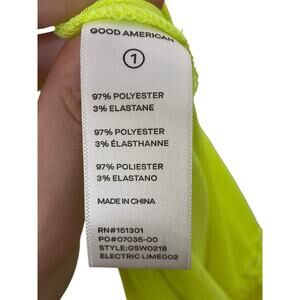 GOOD AMERICAN
1
97% POLYESTER
3% ELASTANE
97% POLYESTER
3% ÉLASTHANNE
97% POLIESTER
3% ELASTANO
MADE IN CHINA
RN#151301
PO#07035-00
STYLE:GSW0218
ELECTRIC LIME002